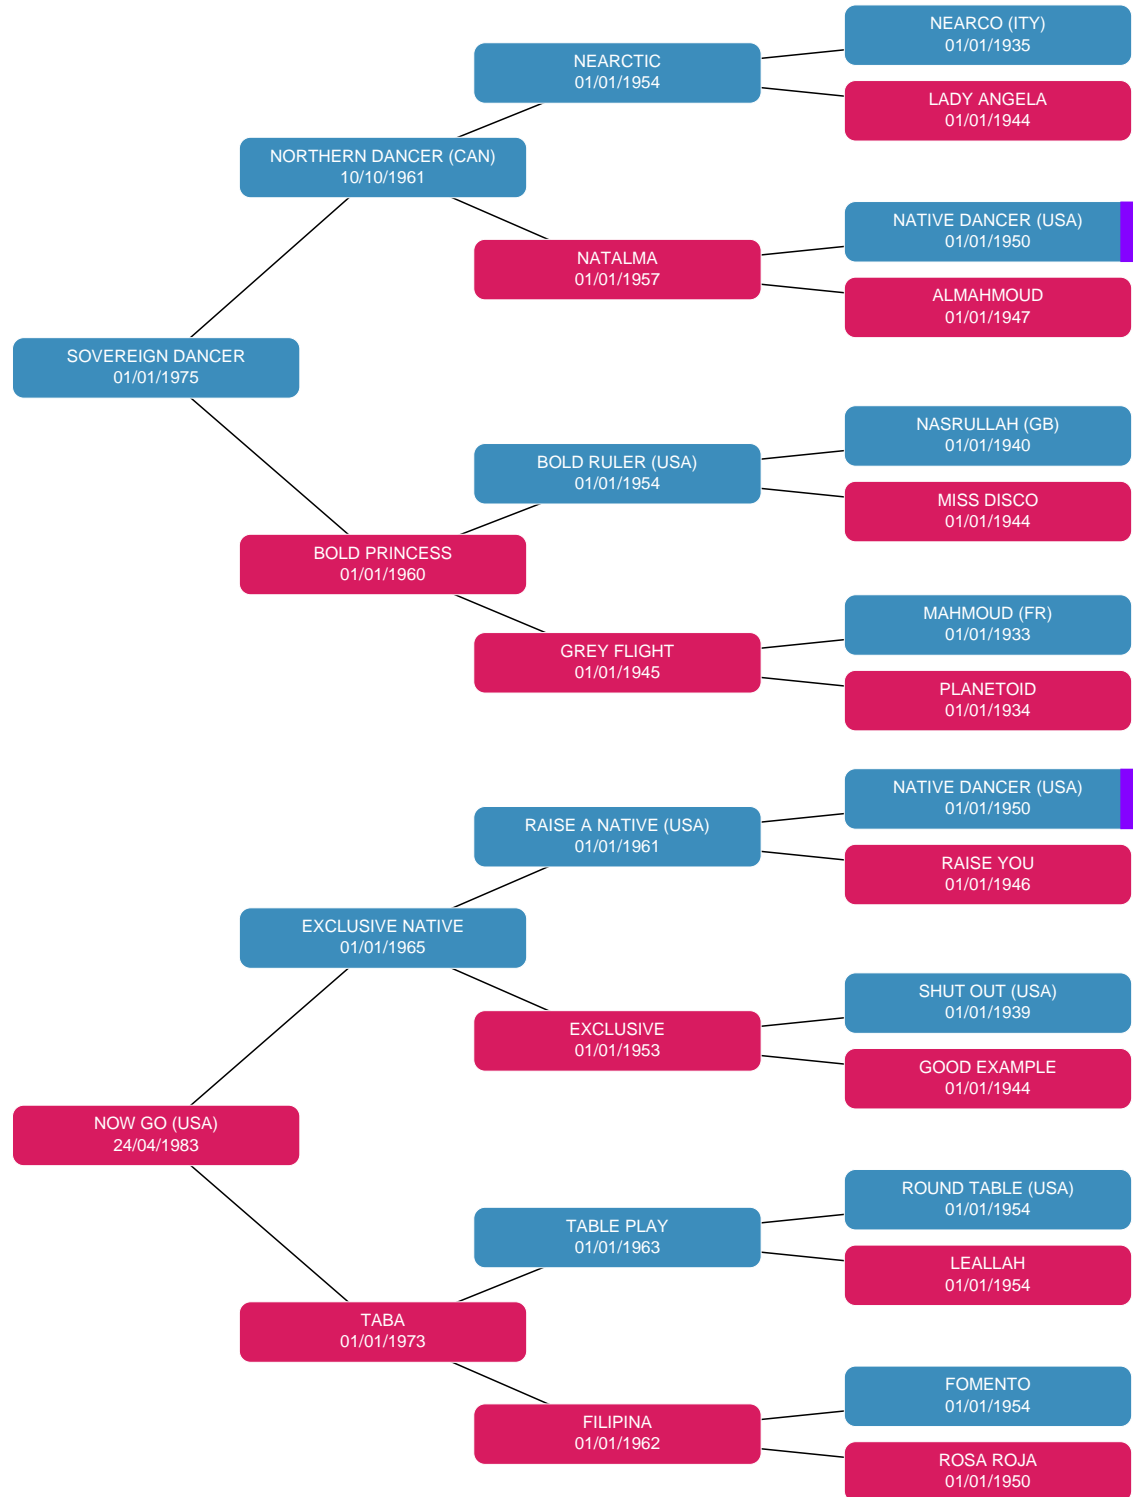 NEARCO (ITY)
01/01/1935
NEARCTIC
01/01/1954
LADY ANGELA
01/01/1944
NORTHERN DANCER (CAN)
10/10/1961
NATIVE DANCER (USA)
01/01/1950
NATALMA
01/01/1957
ALMAHMOUD
01/01/1947
SOVEREIGN DANCER
01/01/1975
NASRULLAH (GB)
01/01/1940
BOLD RULER (USA)
01/01/1954
MISS DISCO
01/01/1944
BOLD PRINCESS
01/01/1960
MAHMOUD (FR)
01/01/1933
GREY FLIGHT
01/01/1945
PLANETOID
01/01/1934
NATIVE DANCER (USA)
01/01/1950
RAISE A NATIVE (USA)
01/01/1961
RAISE YOU
01/01/1946
EXCLUSIVE NATIVE
01/01/1965
SHUT OUT (USA)
01/01/1939
EXCLUSIVE
01/01/1953
GOOD EXAMPLE
01/01/1944
NOW GO (USA)
24/04/1983
ROUND TABLE (USA)
01/01/1954
TABLE PLAY
01/01/1963
LEALLAH
01/01/1954
TABA
01/01/1973
FOMENTO
01/01/1954
FILIPINA
01/01/1962
ROSA ROJA
01/01/1950